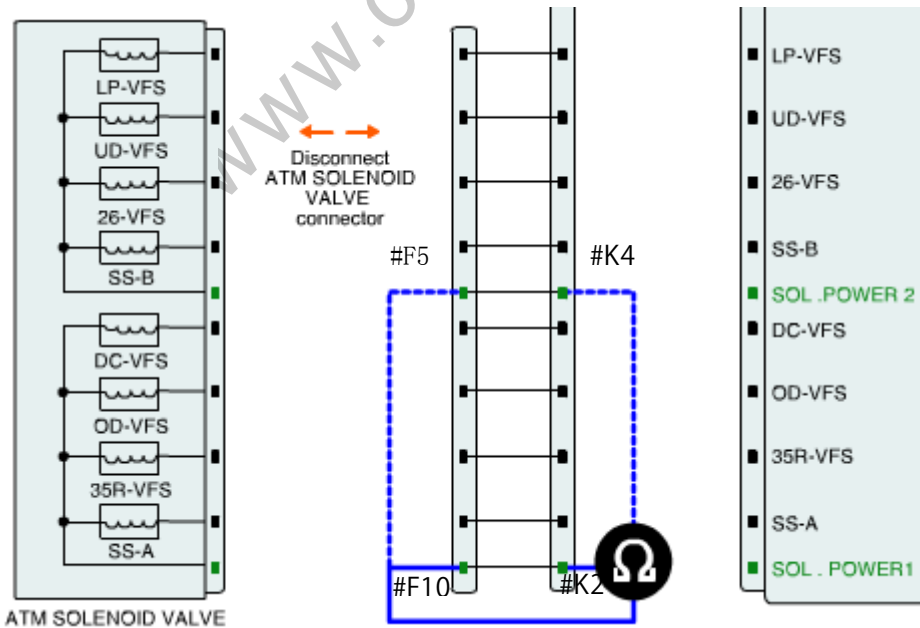 LP-VFS
UD-VFS
26-VFS
SS-B
DC-VFS
OD-VFS
35R-VFS
SS-A
ATM SOLENOID VALVE
Disconnect
ATM SOLENOID
VALVE
connector
#F5
#K4
#F10
#K2
Ω
LP-VFS
UD-VFS
26-VFS
SS-B
SOL .POWER 2
DC-VFS
OD-VFS
35R-VFS
SS-A
SOL . POWER1
www.